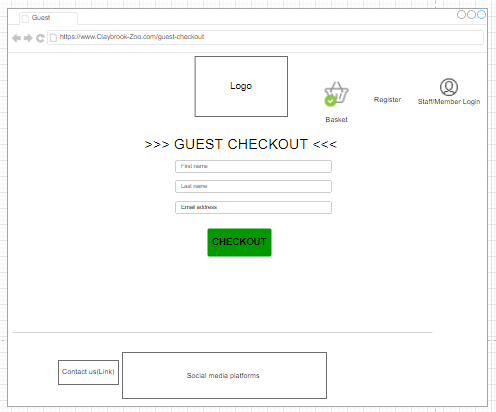 Guest
https://www.Claybrook-Zoo.com/guest-checkout
Logo
Basket
Register
Staff/Member Login
>>> GUEST CHECKOUT <<<
First name
Last name
Email address
CHECKOUT
Contact us(Link)
Social media platforms